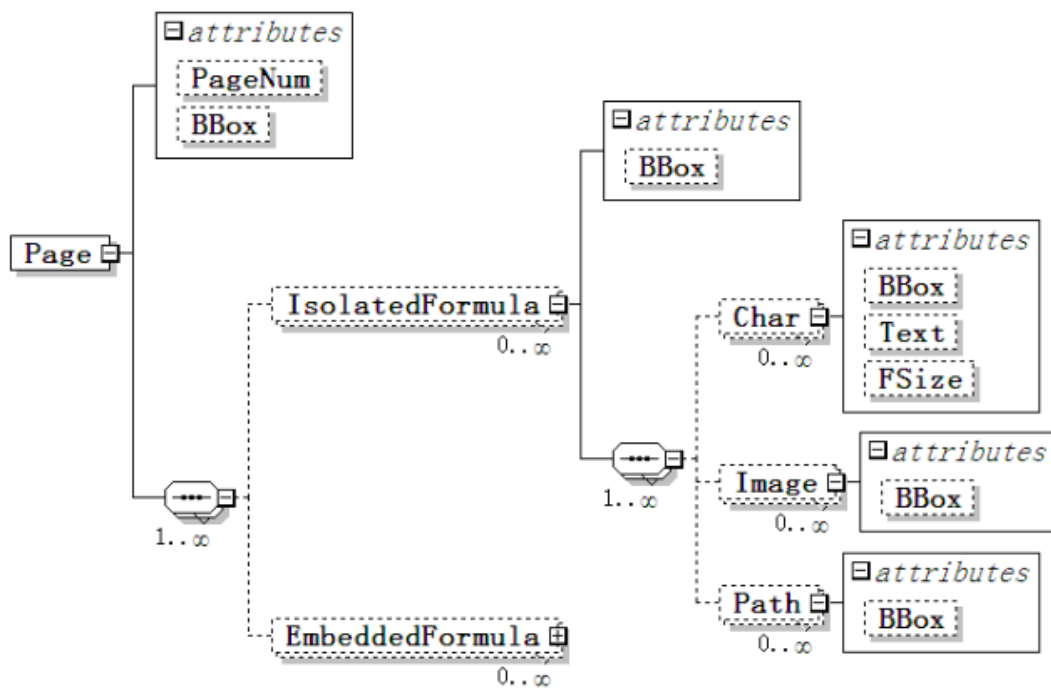 attributes
PageNum
BBox
attributes
BBox
Page
attributes
BBox
Text
FSize
IsolatedFormula
0..∞
Char
0..∞
attributes
BBox
1..∞
Image
0..∞
1..∞
attributes
BBox
Path
0..∞
EmbeddedFormula
0..∞